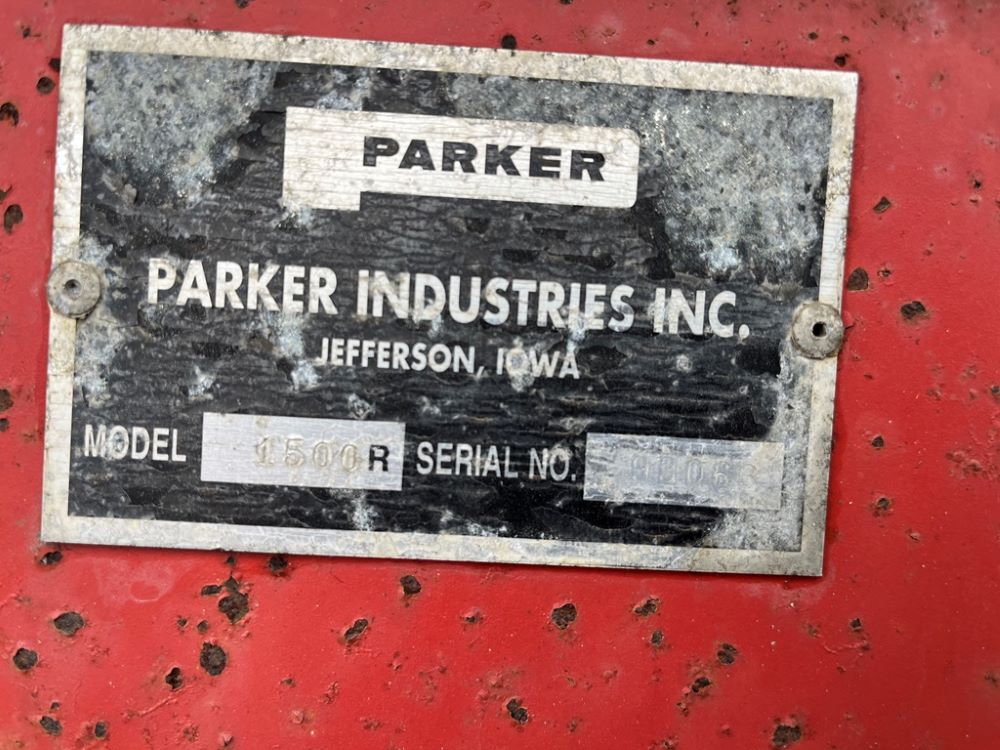 PARKER
PARKER INDUSTRIES INC.
JEFFERSON, IOWA
MODEL 1500R SERIAL NO.